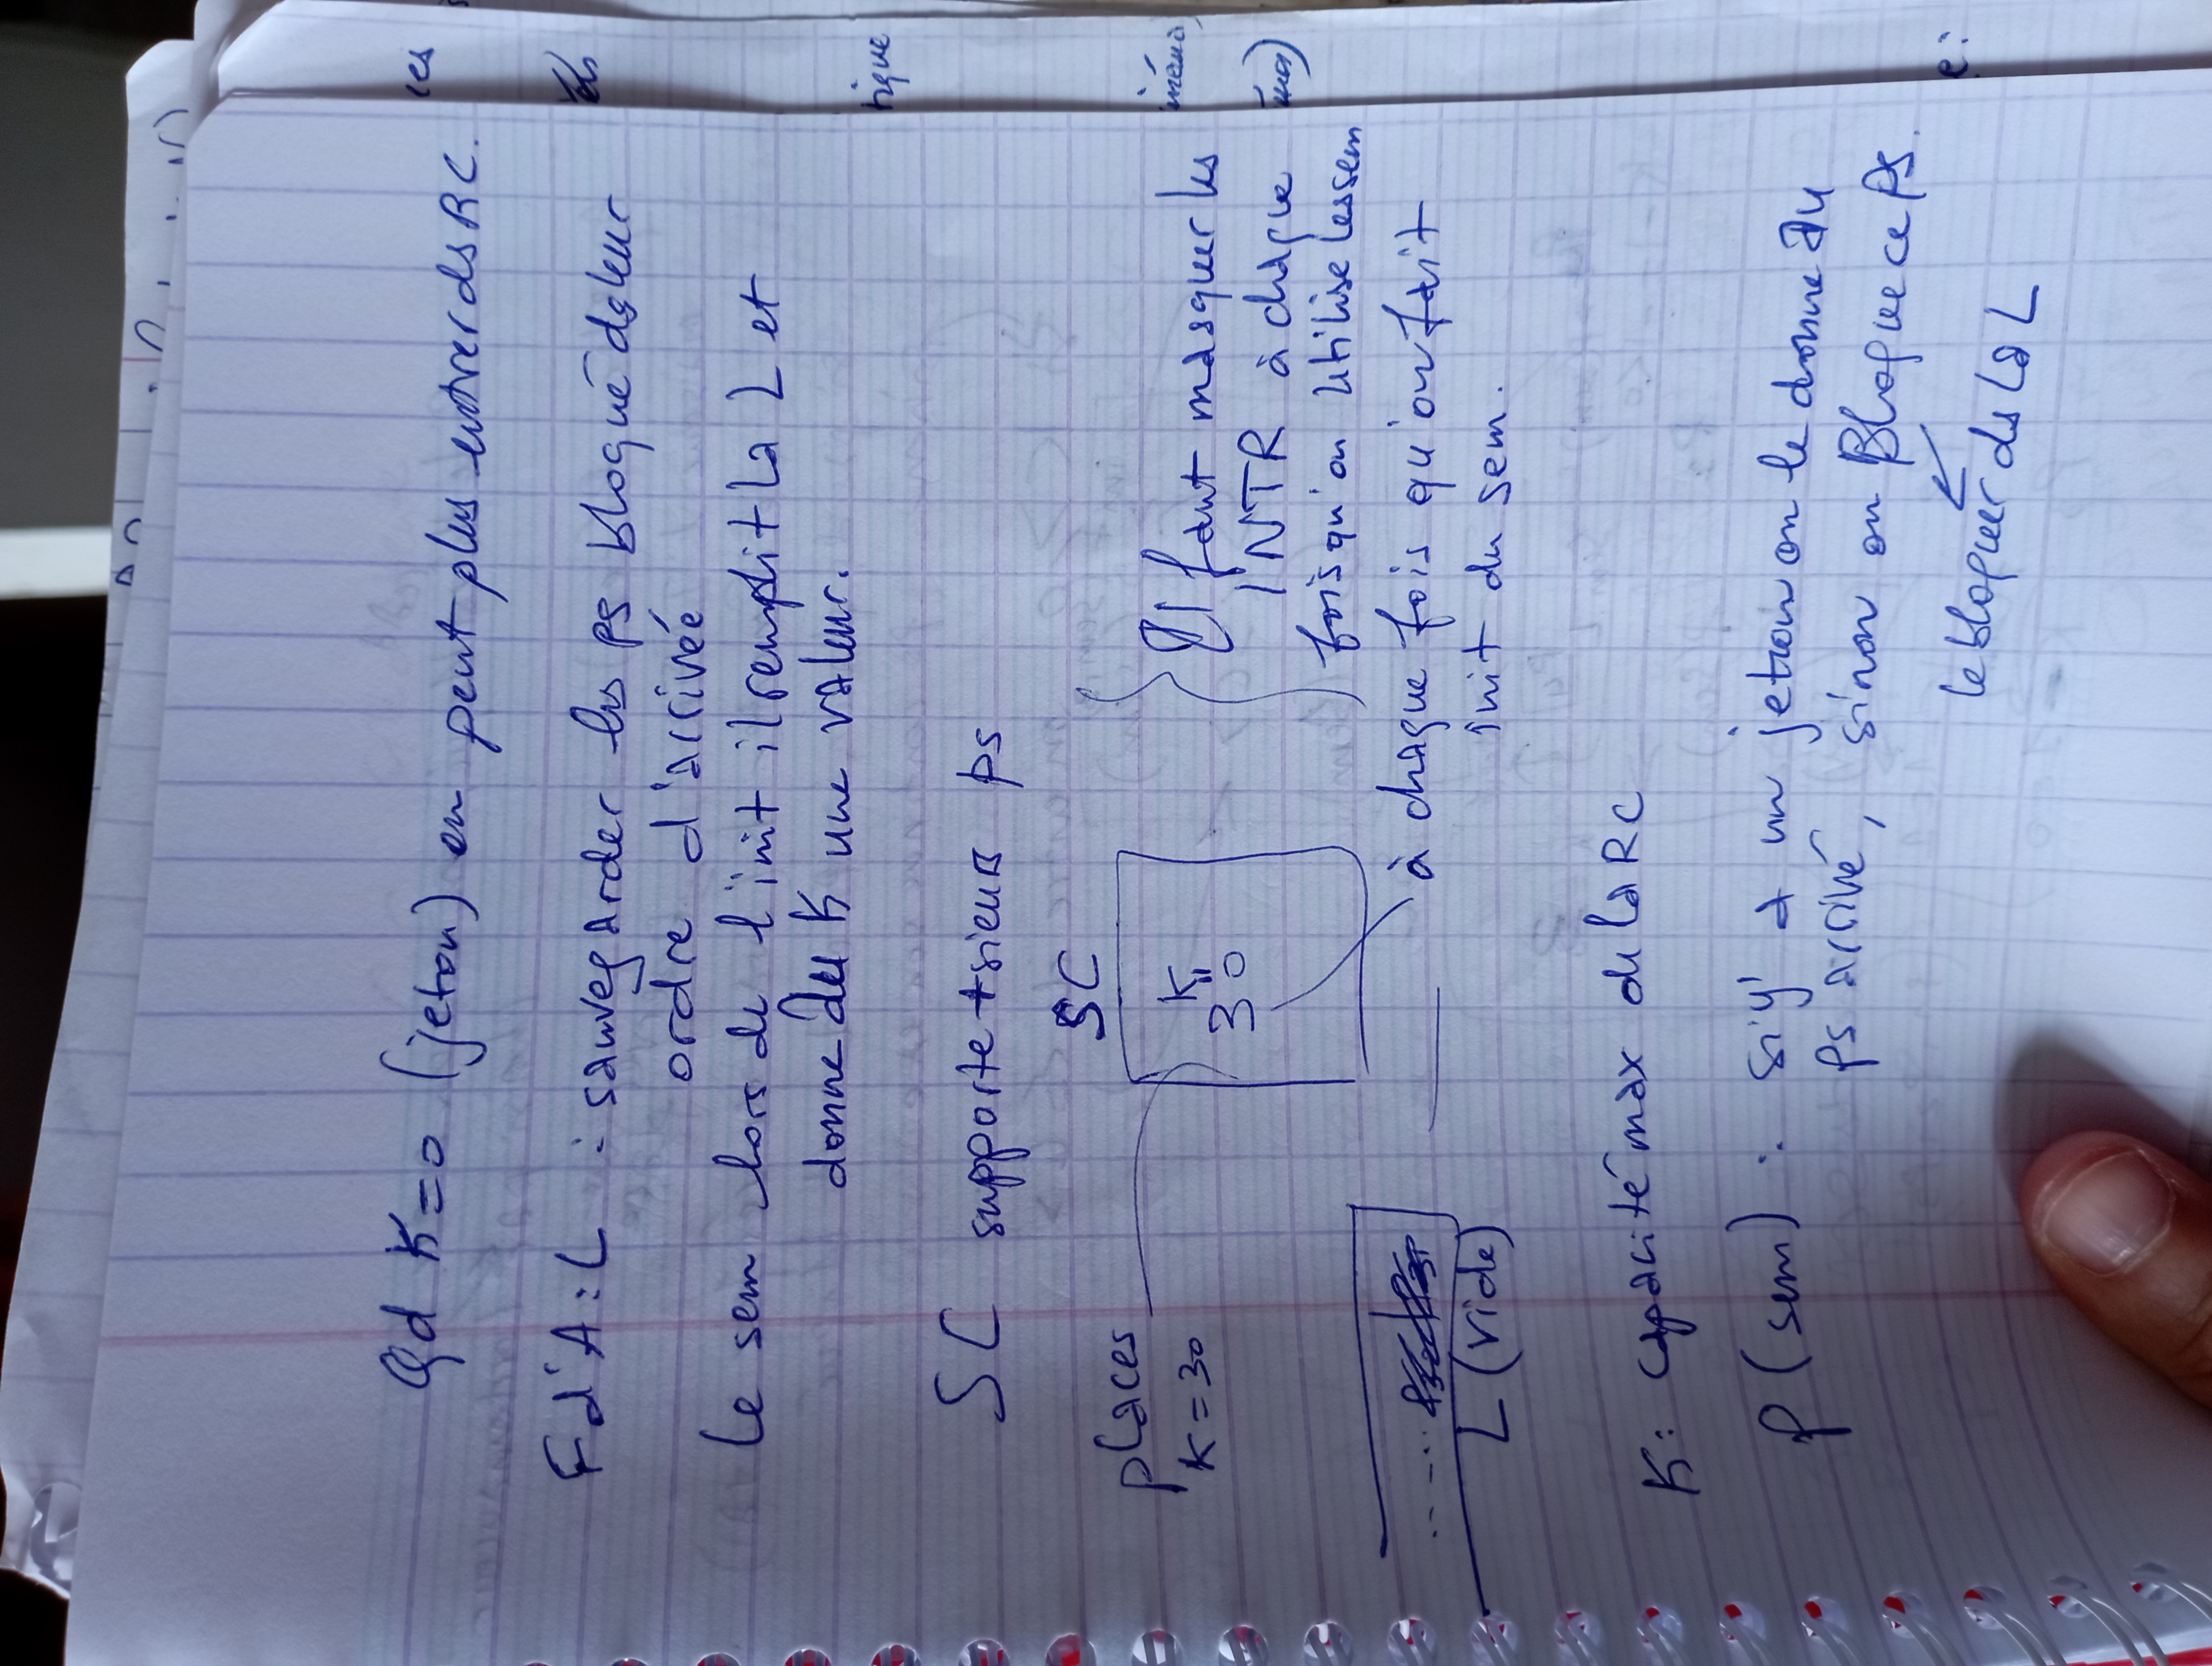 Qd K=0 (jeton) on peut plus entrer ds RC.
F d'A : L : sauvegarder les ps bloqué ds leur
ordre d'arrivée
Le sem lors de l'init il remplit la L et
donne au K une valeur.
SC supporte +sieurs ps
SC
places
K = 30
K
"
30
Il faut masquer les
INTR à chaque
fois qu'on utilise les sem
à chaque fois qu'on fait
init du sem.
.......
L (vide)
K: capacité max de la RC
P (sem) : si y' a un jeton on le donne au
ps arrivé, sinon on Bloque ce ps.
le bloquer ds la L
ces
tique
e: